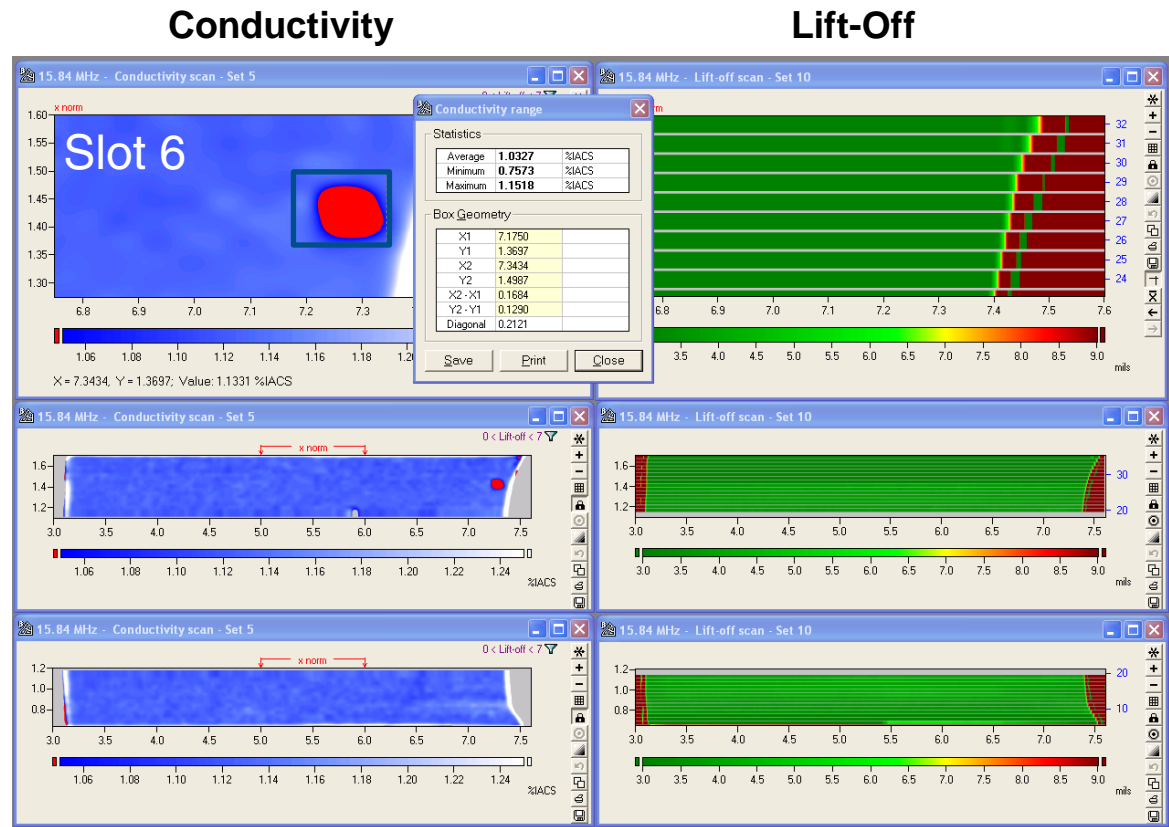 Conductivity
Lift-Off
15.84 MHz - Conductivity scan - Set 5
x norm
1.60
1.55
1.50
1.45
1.40
1.35
1.30
Slot 6
6.8 6.9 7.0 7.1 7.2 7.3
1.06 1.08 1.10 1.12 1.14 1.16 1.18
X = 7.3434, Y = 1.3697; Value: 1.1331 %IACS
Conductivity range
Statistics
Average 1.0327 %IACS
Minimum 0.7573 %IACS
Maximum 1.1518 %IACS
Box Geometry
X1 7.1750
Y1 1.3697
X2 7.3434
Y2 1.4987
X2 - X1 0.1684
Y2 - Y1 0.1290
Diagonal 0.2121
Save Print Close
15.84 MHz - Lift-off scan - Set 10
32
31
30
29
28
27
26
25
24
6.8 6.9 7.0 7.1 7.2 7.3 7.4 7.5 7.6
3.5 4.0 4.5 5.0 5.5 6.0 6.5 7.0 7.5 8.0 8.5 9.0
mils
15.84 MHz - Conductivity scan - Set 5
0 < Lift-off < 7
x norm
1.6
1.4
1.2
3.0 3.5 4.0 4.5 5.0 5.5 6.0 6.5 7.0 7.5
1.06 1.08 1.10 1.12 1.14 1.16 1.18 1.20 1.22 1.24
%IACS
15.84 MHz - Lift-off scan - Set 10
1.6
1.4
1.2
30
20
3.0 3.5 4.0 4.5 5.0 5.5 6.0 6.5 7.0 7.5
3.0 3.5 4.0 4.5 5.0 5.5 6.0 6.5 7.0 7.5 8.0 8.5 9.0
mils
15.84 MHz - Conductivity scan - Set 5
0 < Lift-off < 7
x norm
1.2
1.0
0.8
3.0 3.5 4.0 4.5 5.0 5.5 6.0 6.5 7.0 7.5
1.06 1.08 1.10 1.12 1.14 1.16 1.18 1.20 1.22 1.24
%IACS
15.84 MHz - Lift-off scan - Set 10
1.2
1.0
0.8
20
10
3.0 3.5 4.0 4.5 5.0 5.5 6.0 6.5 7.0 7.5
3.0 3.5 4.0 4.5 5.0 5.5 6.0 6.5 7.0 7.5 8.0 8.5 9.0
mils